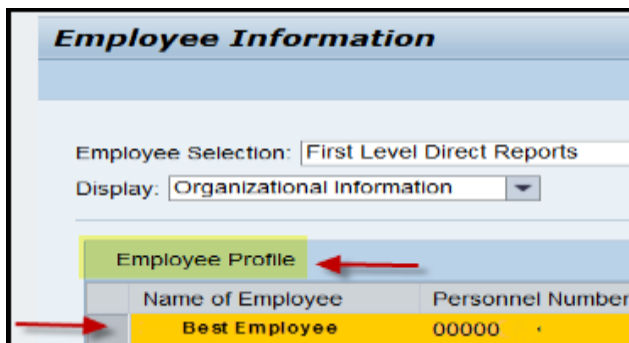 Employee Information
Employee Selection: First Level Direct Reports
Display: Organizational Information
Employee Profile
Name of Employee Personnel Number
Best Employee 00000